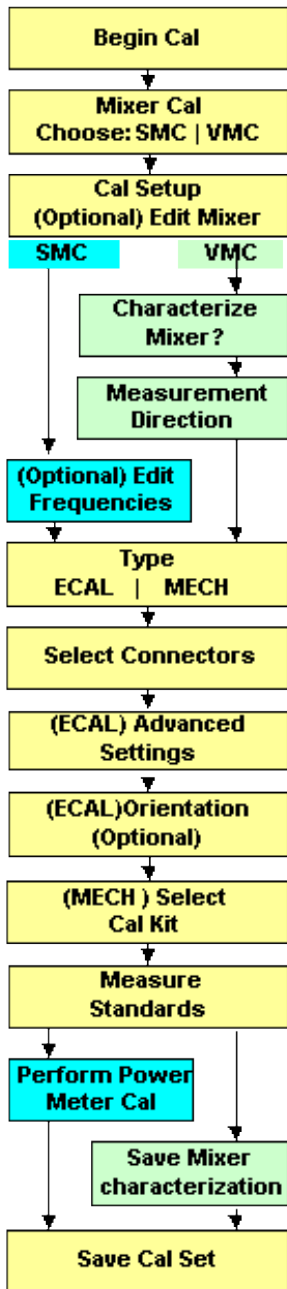 Begin Cal
Mixer Cal
Choose: SMC | VMC
Cal Setup
(Optional) Edit Mixer
SMC
VMC
Characterize
Mixer?
Measurement
Direction
(Optional) Edit
Frequencies
Type
ECAL | MECH
Select Connectors
(ECAL) Advanced
Settings
(ECAL)Orientation
(Optional)
(MECH ) Select
Cal Kit
Measure
Standards
Perform Power
Meter Cal
Save Mixer
characterization
Save Cal Set